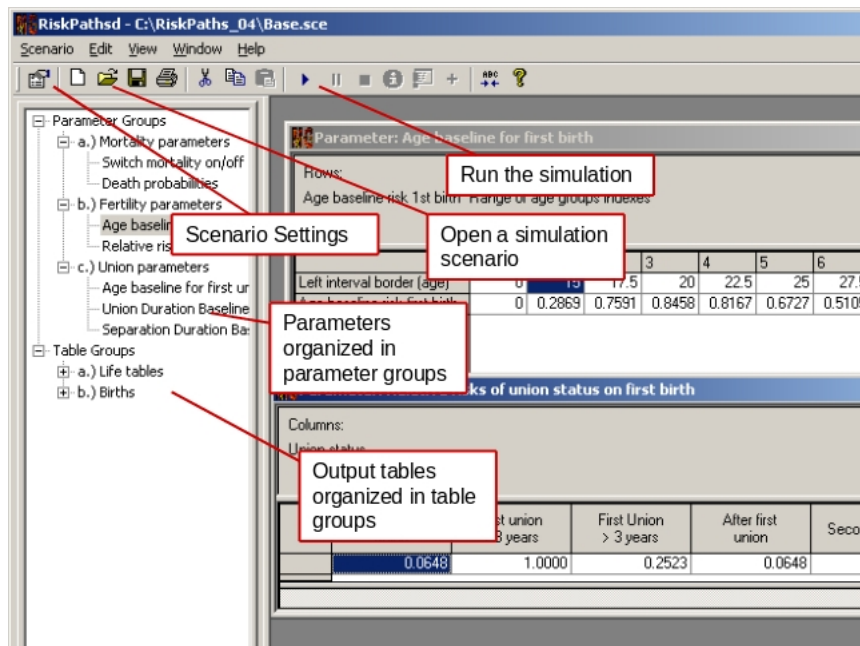 RiskPathsd - C:\RiskPaths_04\Base.sce
Scenario Edit View Window Help
ABC
Parameter Groups
a.) Mortality parameters
Switch mortality on/off
Death probabilities
b.) Fertility parameters
Age baselin
Relative ris
c.) Union parameters
Age baseline for first ur
Union Duration Baseline
Separation Duration Ba
Table Groups
a.) Life tables
b.) Births
Scenario Settings
Parameters
organized in
parameter groups
Output tables
organized in table
groups
Run the simulation
Open a simulation
scenario
Parameter: Age baseline for first birth
Rows:
Age baseline risk 1st birth Range of age groups indexes
3 4 5 6
Left interval border (age) 0 15 17.5 20 22.5 25 27.5
0 0.2869 0.7591 0.8458 0.8167 0.6727 0.5105
ks of union status on first birth
Columns:
Union status
st union
3 years
First Union
> 3 years
After first
union
Seco
0.0648 1.0000 0.2523 0.0648